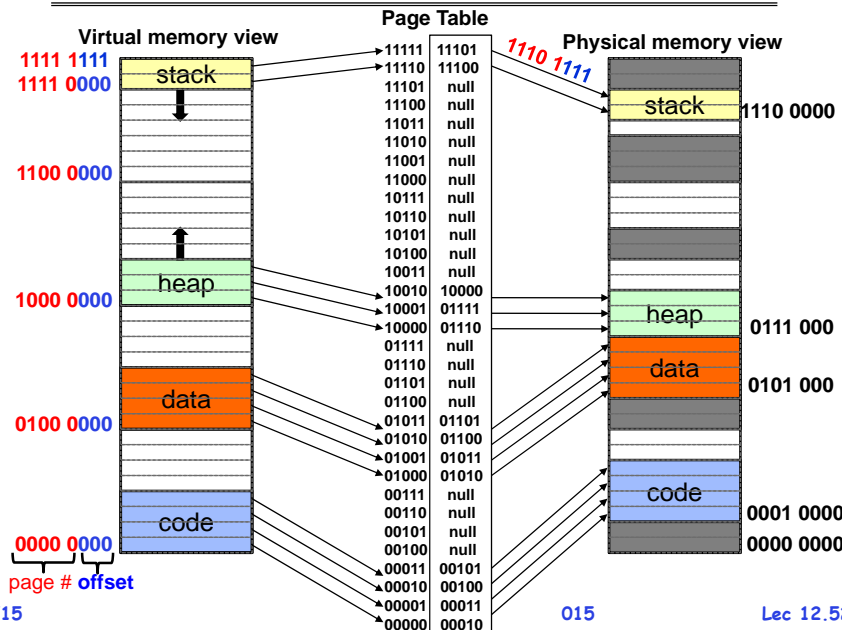 Page Table
Virtual memory view
Physical memory view
1111 1111
1111 0000
1100 0000
1000 0000
0100 0000
0000 0000
page # offset
stack
heap
data
code
11111 11101
11110 11100
11101 null
11100 null
11011 null
11010 null
11001 null
11000 null
10111 null
10110 null
10101 null
10100 null
10011 null
10010 10000
10001 01111
10000 01110
01111 null
01110 null
01101 null
01100 null
01011 01101
01010 01100
01001 01011
01000 01010
00111 null
00110 null
00101 null
00100 null
00011 00101
00010 00100
00001 00011
00000 00010
1110 1111
stack
1110 0000
heap
0111 000
data
0101 000
code
0001 0000
0000 0000
15
015
Lec 12.5